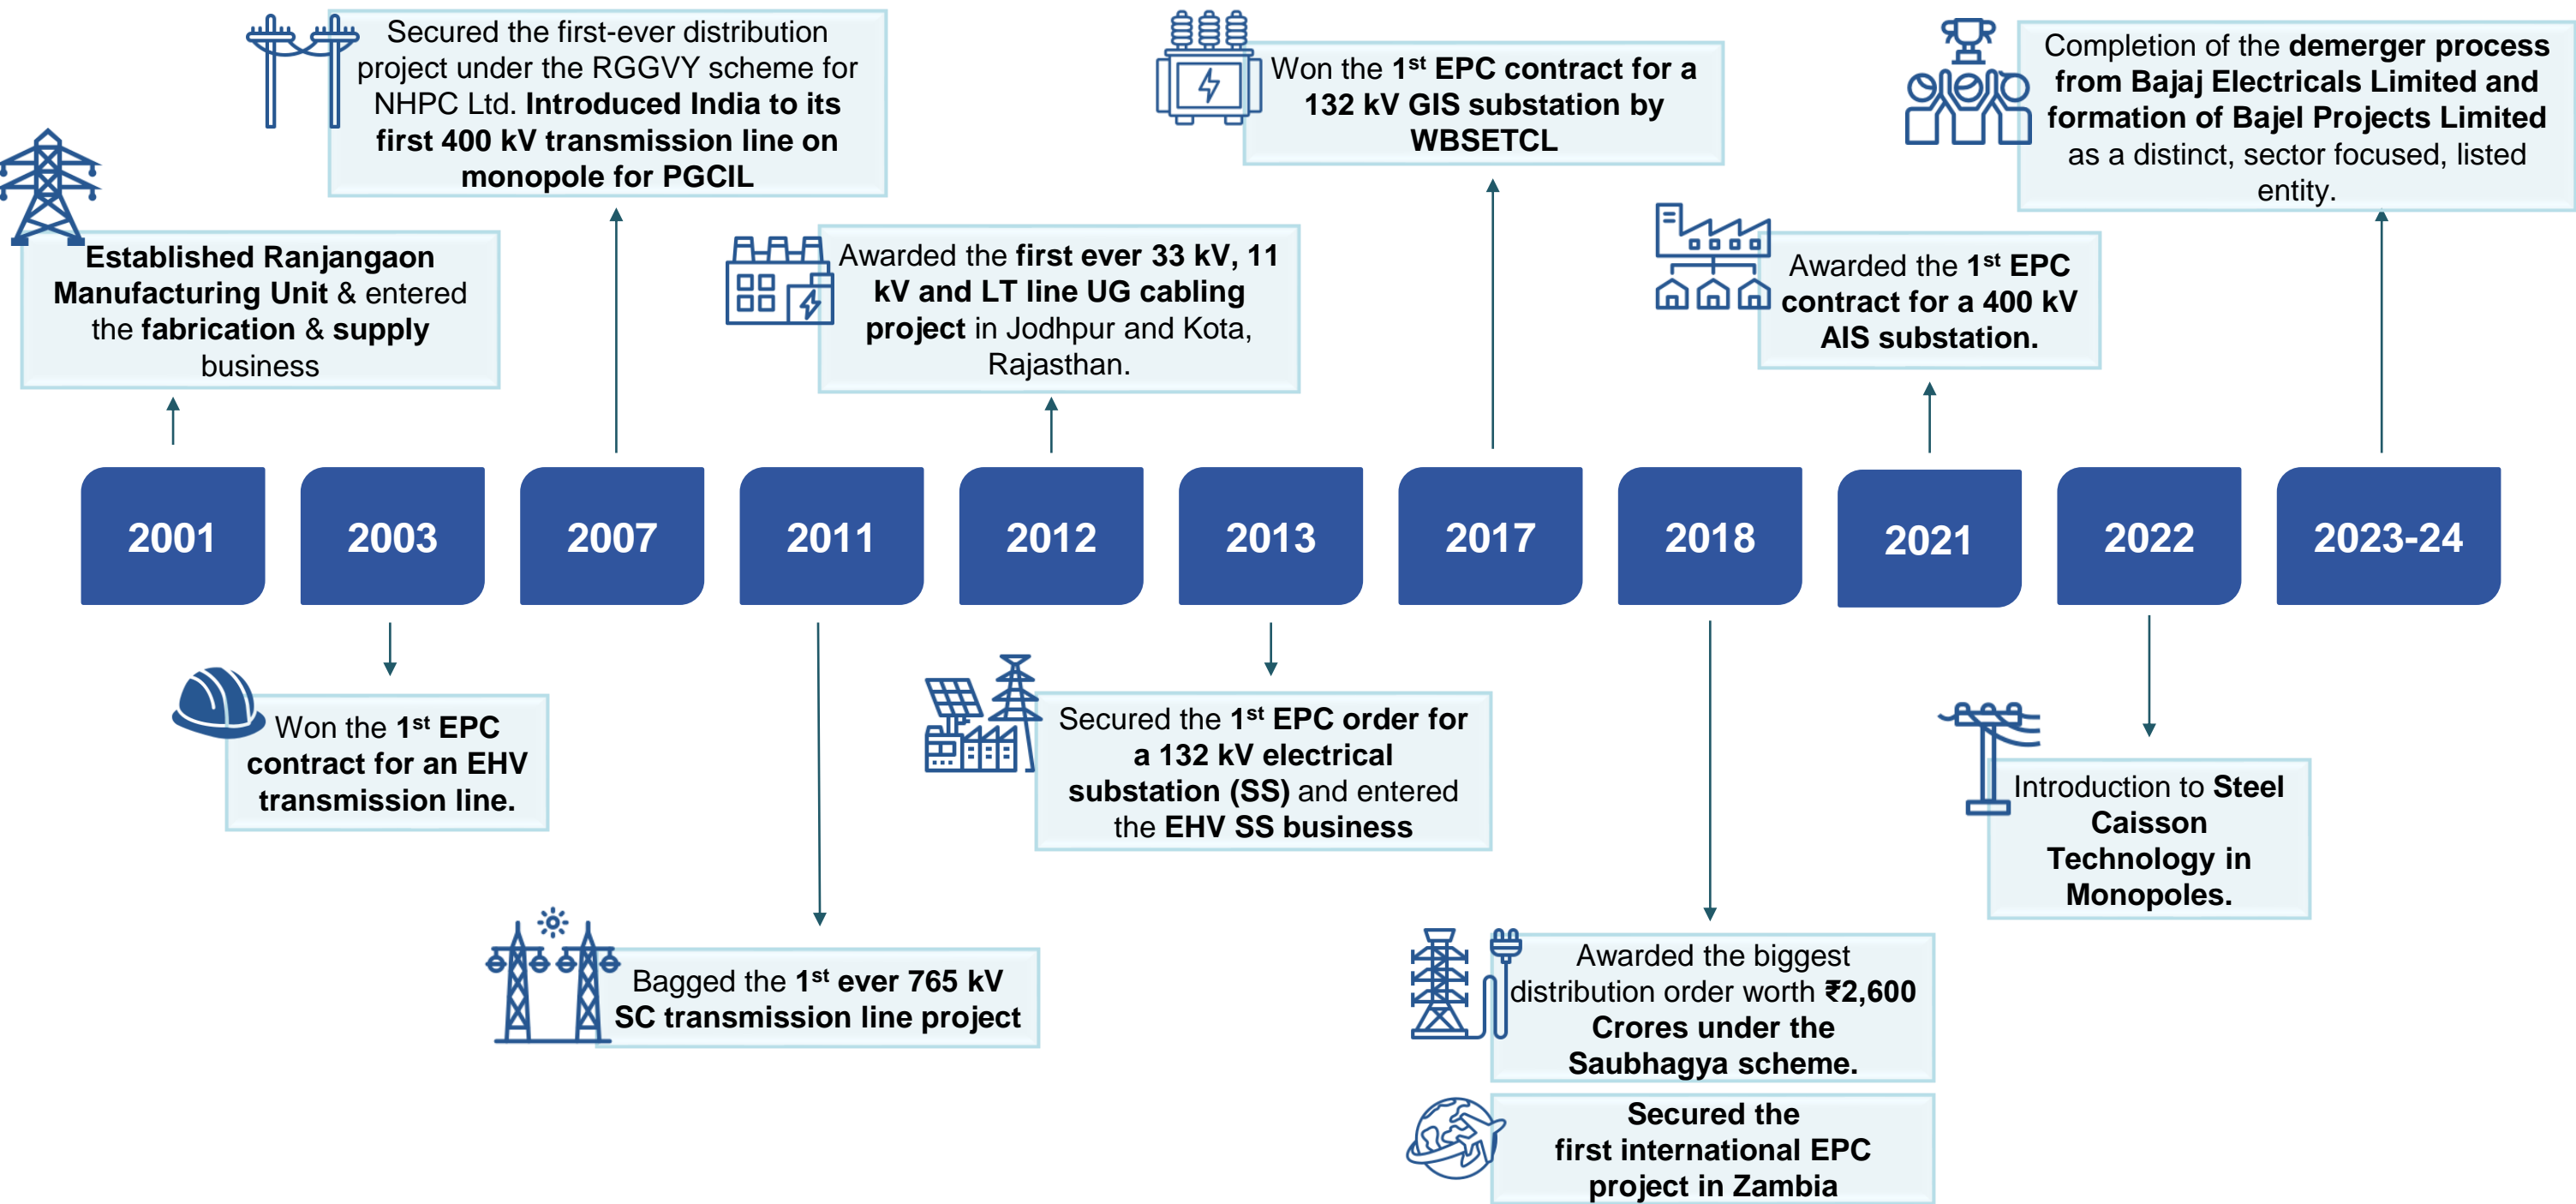 Secured the first-ever distribution
project under the RGGVY scheme for
NHPC Ltd. Introduced India to its
first 400 kV transmission line on
monopole for PGCIL
Won the 1st EPC contract for a
132 kV GIS substation by
WBSETCL
Completion of the demerger process
from Bajaj Electricals Limited and
formation of Bajel Projects Limited
as a distinct, sector focused, listed
entity.
Established Ranjangaon
Manufacturing Unit & entered
the fabrication & supply
business
Awarded the first ever 33 kV, 11
kV and LT line UG cabling
project in Jodhpur and Kota,
Rajasthan.
Awarded the 1st EPC
contract for a 400 kV
AIS substation.
2001
2003
2007
2011
2012
2013
2017
2018
2021
2022
2023-24
Won the 1st EPC
contract for an EHV
transmission line.
Secured the 1st EPC order for
a 132 kV electrical
substation (SS) and entered
the EHV SS business
Introduction to Steel
Caisson
Technology in
Monopoles.
Bagged the 1st ever 765 kV
SC transmission line project
Awarded the biggest
distribution order worth ₹2,600
Crores under the
Saubhagya scheme.
Secured the
first international EPC
project in Zambia